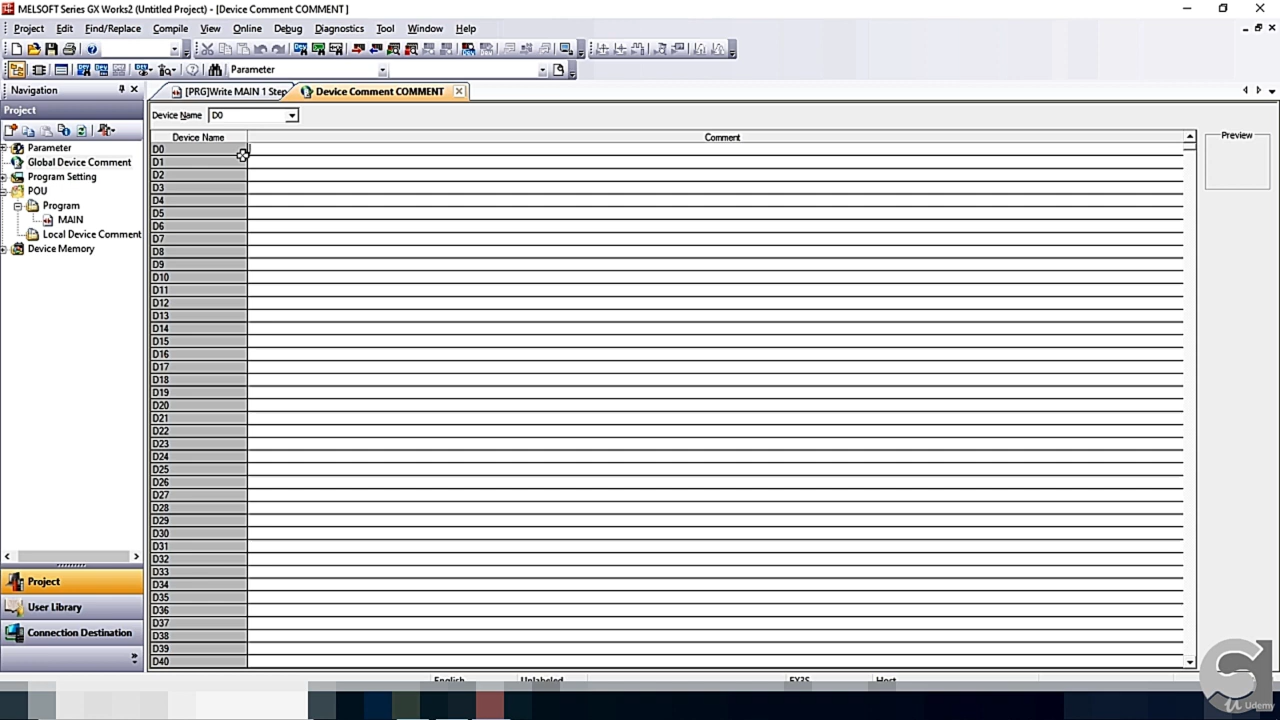 MELSOFT Series GX Works2 (Untitled Project) - [Device Comment COMMENT ]
Project Edit Find/Replace Compile View Online Debug Diagnostics Tool Window Help
Parameter
Navigation
[PRG]Write MAIN 1 Step
Device Comment COMMENT
Project
Device Name D0
Device Name Comment Preview
Parameter
Global Device Comment
Program Setting
POU
Program
MAIN
Local Device Comment
Device Memory
D0
D1
D2
D3
D4
D5
D6
D7
D8
D9
D10
D11
D12
D13
D14
D15
D16
D17
D18
D19
D20
D21
D22
D23
D24
D25
D26
D27
D28
D29
D30
D31
D32
D33
D34
D35
D36
D37
D38
D39
D40
Project
User Library
Connection Destination
English Unlabeled FX3S Host
Udemy